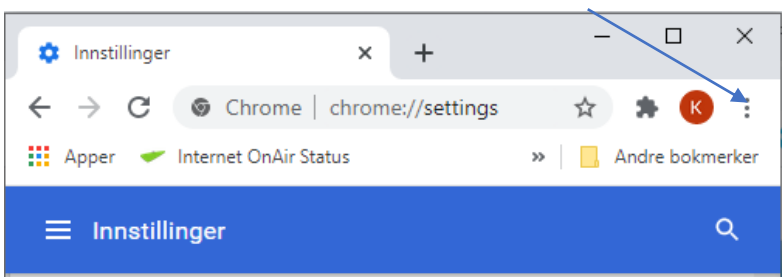 Innstillinger
Chrome | chrome://settings K
Apper Internet OnAir Status » Andre bokmerker
Innstillinger